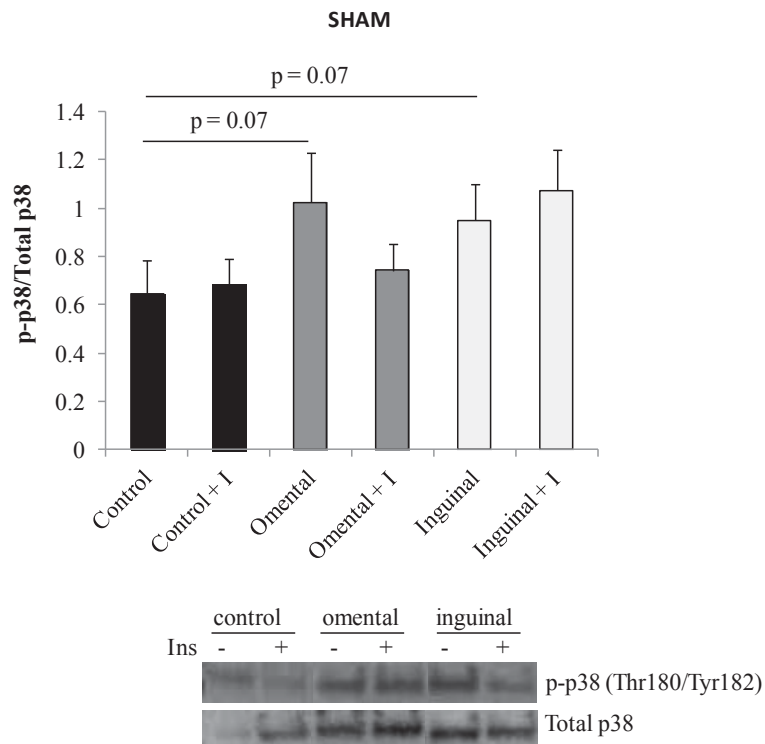 SHAM
p = 0.07
p = 0.07
p-p38/Total p38
1.4
1.2
1
0.8
0.6
0.4
0.2
0
Control
Control + I
Omental
Omental + I
Inguinal
Inguinal + I
control omental inguinal
Ins - + - + - +
p-p38 (Thr180/Tyr182)
Total p38